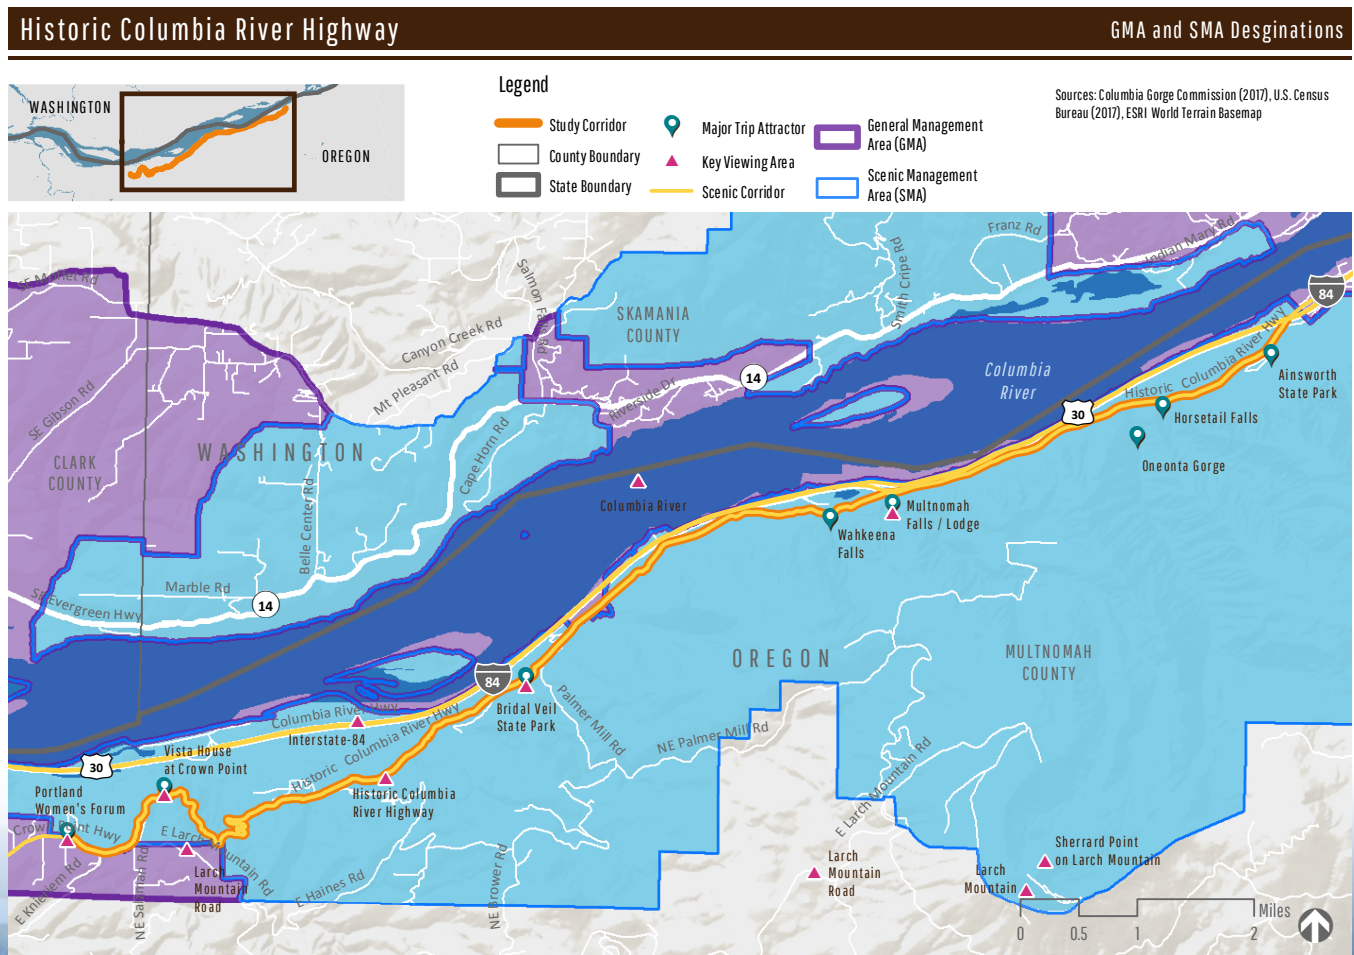 Historic Columbia River Highway
GMA and SMA Desginations
WASHINGTON
OREGON
Legend
Study Corridor
County Boundary
State Boundary
Major Trip Attractor
Key Viewing Area
Scenic Corridor
General Management
Area (GMA)
Scenic Management
Area (SMA)
Sources: Columbia Gorge Commission (2017), U.S. Census
Bureau (2017), ESRI World Terrain Basemap
SE Moffet Rd
Salmon Falls Rd
Smith Cripe Rd
Franz Rd
Indian Mary Rd
84
SKAMANIA
COUNTY
Canyon Creek Rd
Mt Pleasant Rd
14
Riverside Dr
Columbia
River
Historic Columbia River Hwy
Ainsworth
State Park
30
Horsetail Falls
Oneonta Gorge
SE Gibson Rd
WASHINGTON
CLARK
COUNTY
Cape Horn Rd
Belle Center Rd
Columbia River
Multnomah
Falls / Lodge
Wahkeena
Falls
Marble Rd
SE Evergreen Hwy
14
OREGON
MULTNOMAH
COUNTY
84
Bridal Veil
State Park
Palmer Mill Rd
NE Palmer Mill Rd
Columbia River Hwy
Interstate-84
Historic Columbia River Hwy
Vista House
at Crown Point
30
Portland
Women's Forum
Historic Columbia
River Highway
Crown Point Hwy
E Larch Mountain Rd
E Larch Mountain Rd
Larch
Mountain
Road
E Knieriem Rd
NE Salzman Rd
E Haines Rd
NE Brower Rd
Larch
Mountain
Road
Sherrard Point
on Larch Mountain
Larch
Mountain
Miles
0
0.5
1
2